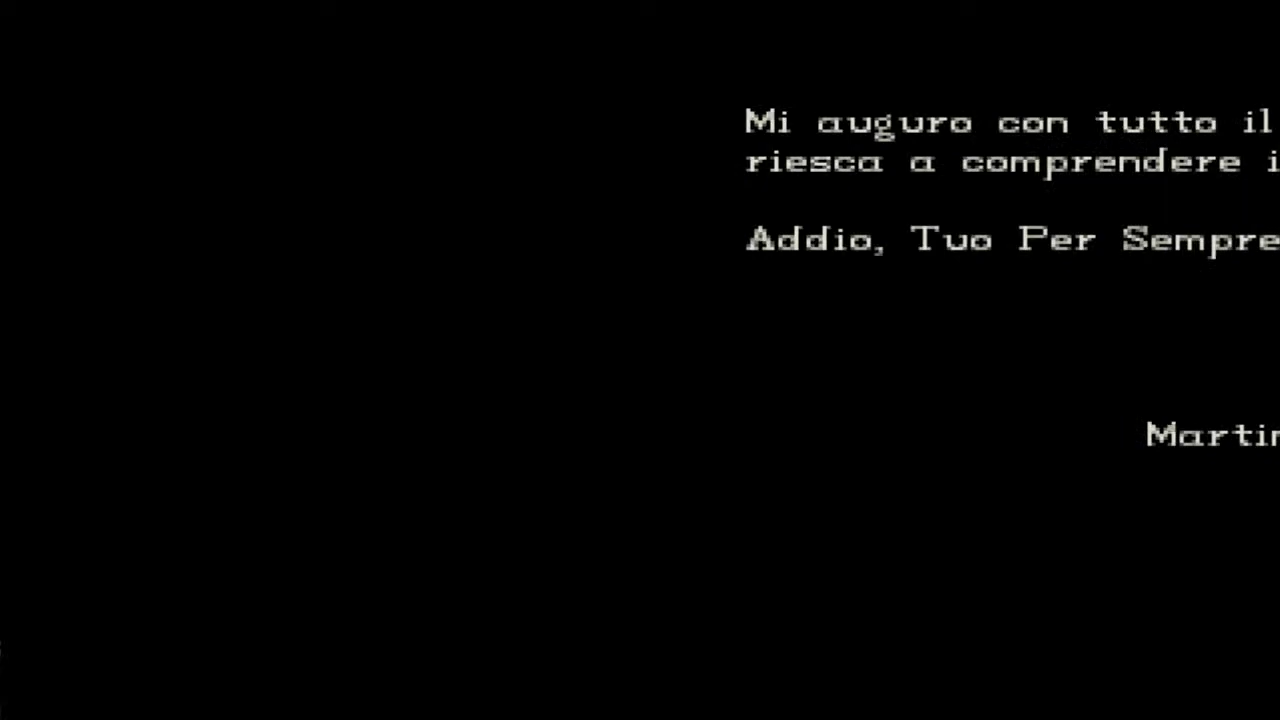 Mi auguro con tutto il
riesca a comprendere i
Addio, Tuo Per Sempre
Martin